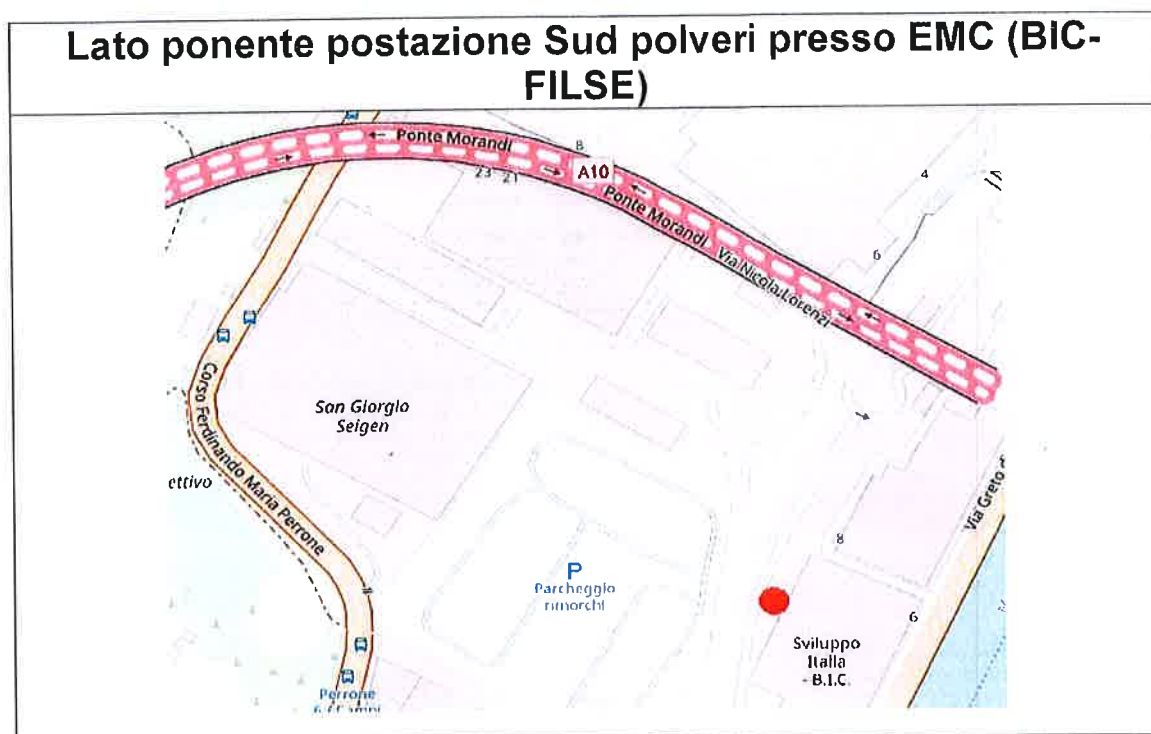 Lato ponente postazione Sud polveri presso EMC (BIC-
FILSE)
Ponte Morandi
8
A10
23 21
4
Ponte Morandi
6
Via Nicola Lorenzi
Corso Ferdinando Maria Perrone
San Giorgio
Seigen
ettivo
Via Greto
8
P
Parcheggio
rimorchi
6
Sviluppo
Italia
- B.I.C.
Perrone